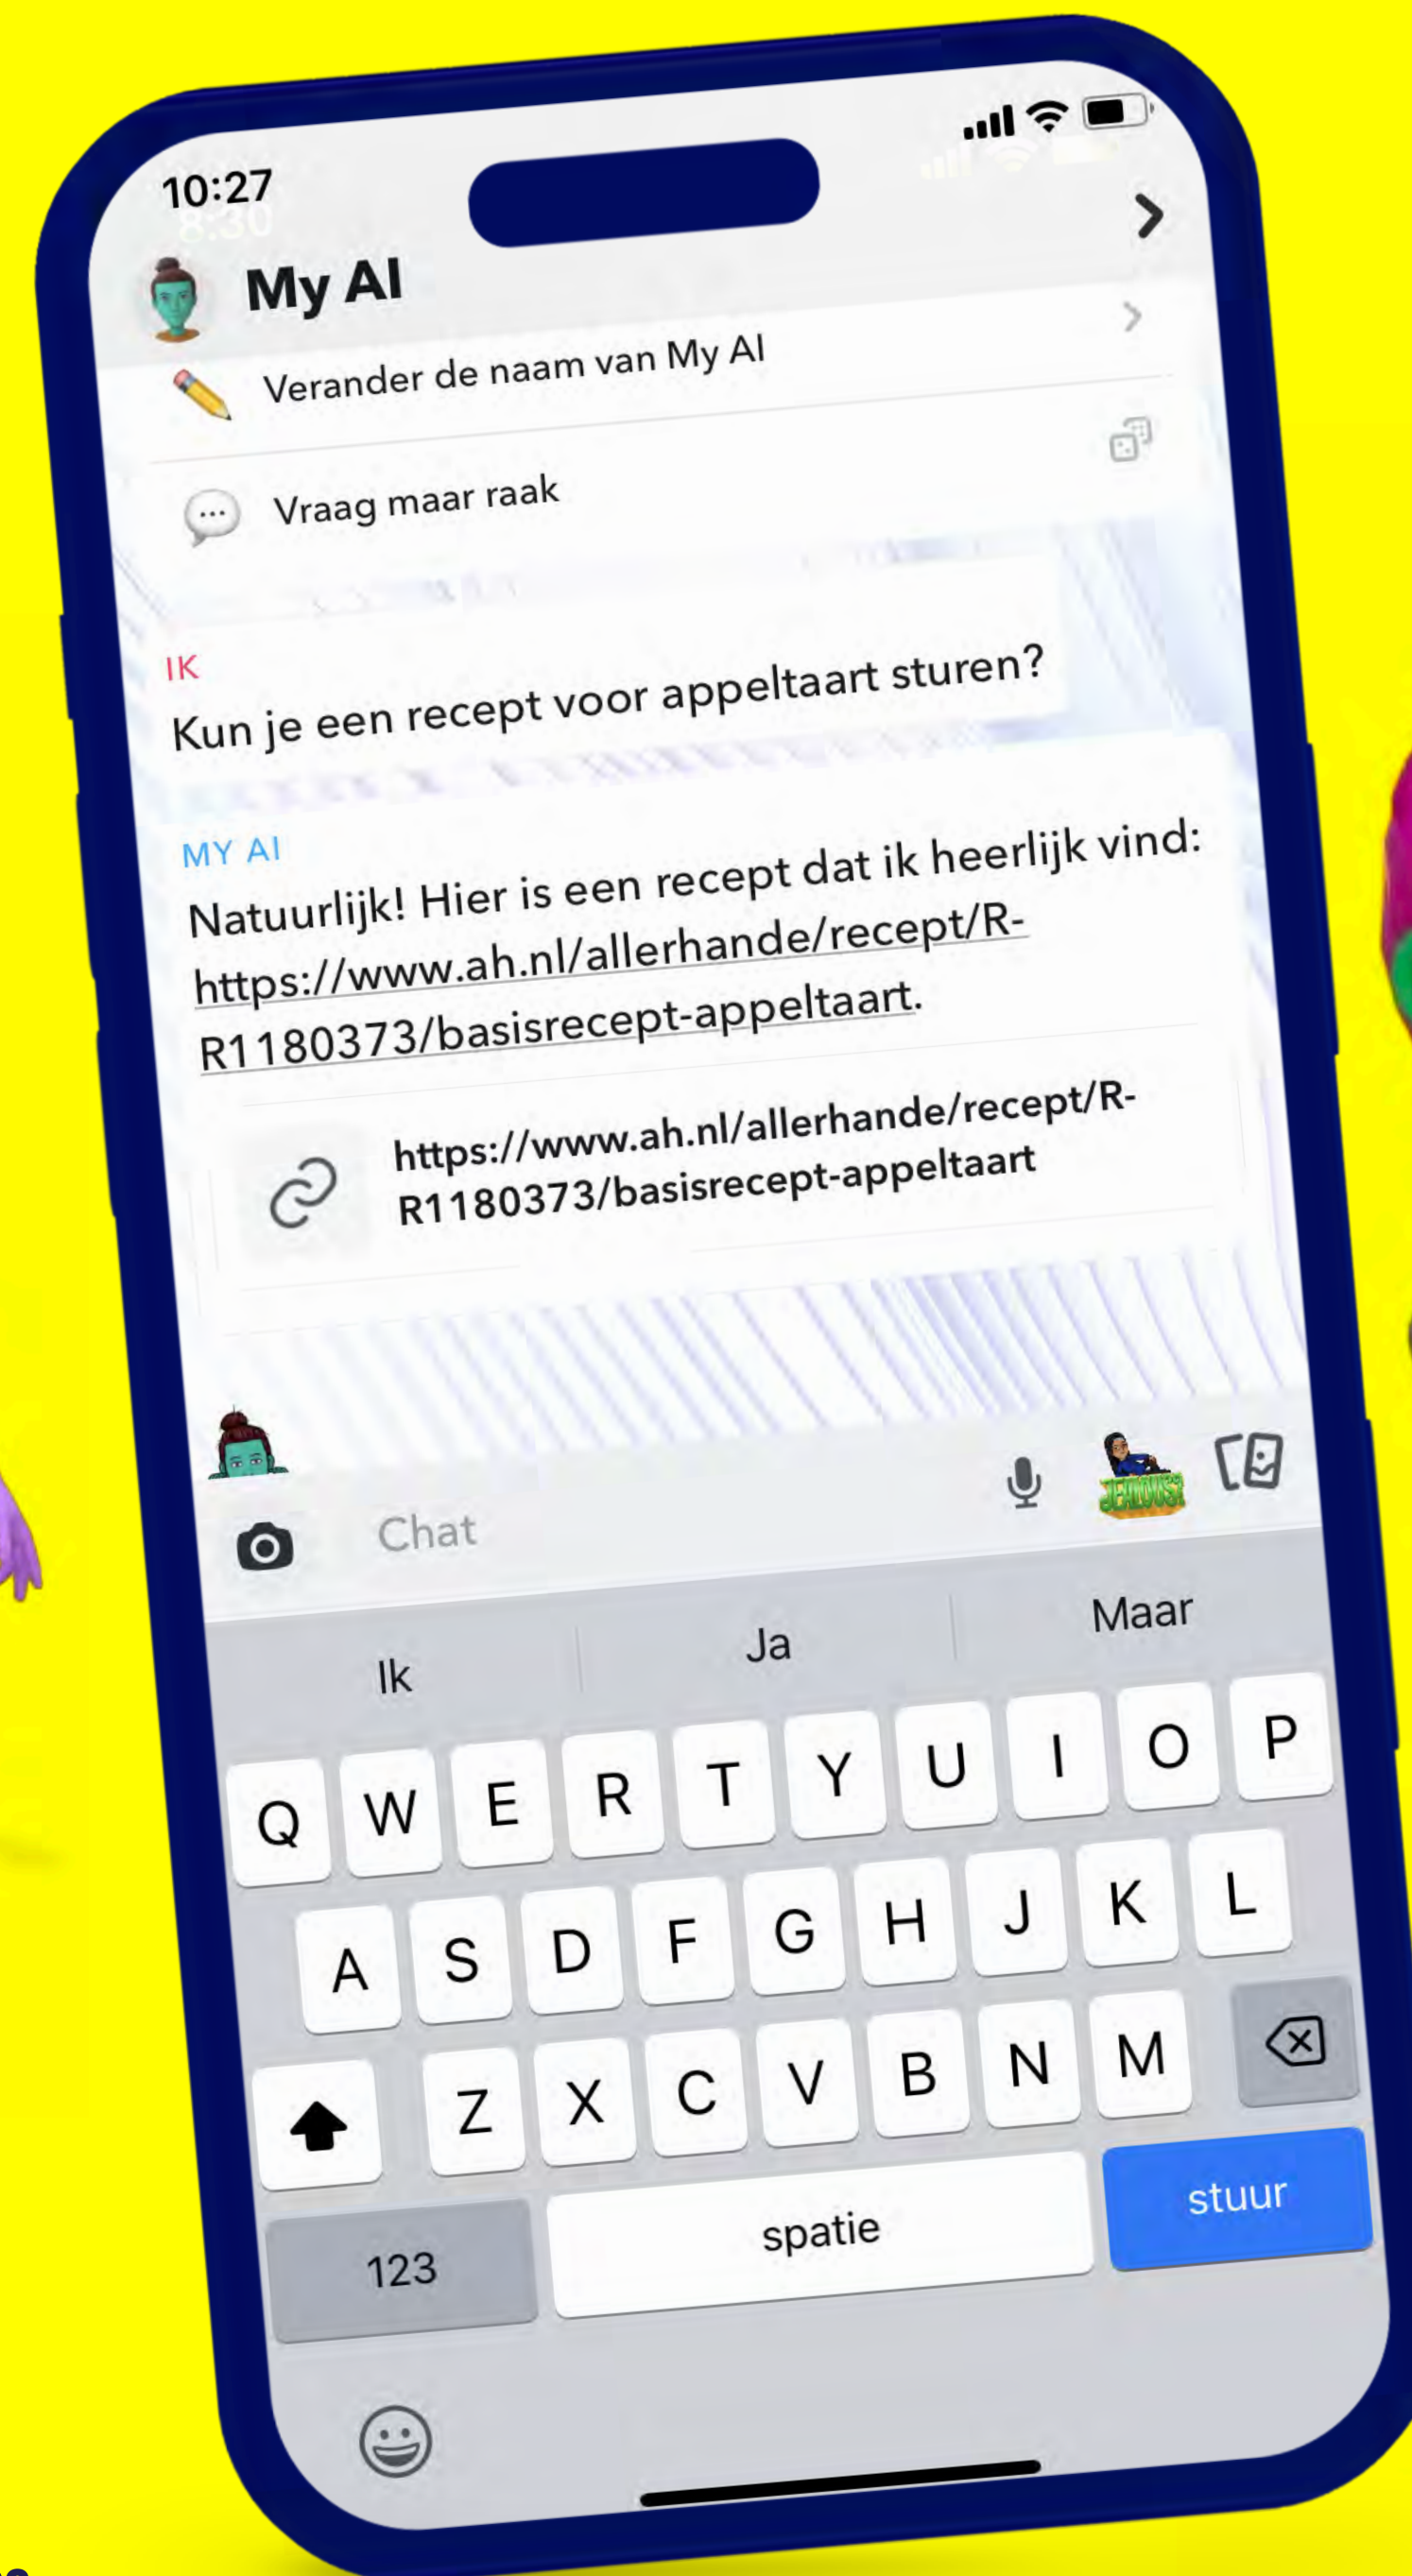 10:27
8:30
My AI
Verander de naam van My AI
Vraag maar raak
IK
Kun je een recept voor appeltaart sturen?
MY AI
Natuurlijk! Hier is een recept dat ik heerlijk vind:
https://www.ah.nl/allerhande/recept/R-
R1180373/basisrecept-appeltaart.
https://www.ah.nl/allerhande/recept/R-
R1180373/basisrecept-appeltaart
JEALOUS?
Chat
Ik Ja Maar
Q W E R T Y U I O P
A S D F G H J K L
Z X C V B N M
123 spatie stuur